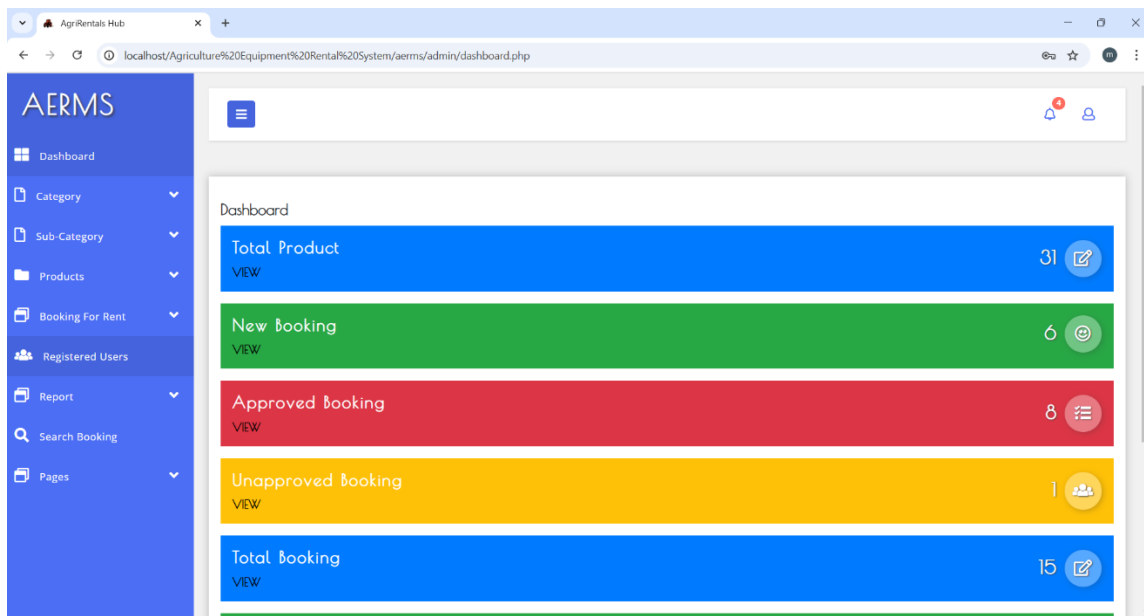 AgriRentals Hub
localhost/Agriculture%20Equipment%20Rental%20System/aerms/admin/dashboard.php
m
AERMS
4
Dashboard
Category
Sub-Category
Products
Booking For Rent
Registered Users
Report
Search Booking
Pages
Dashboard
Total Product
31
VIEW
New Booking
6
VIEW
Approved Booking
8
VIEW
Unapproved Booking
1
VIEW
Total Booking
15
VIEW